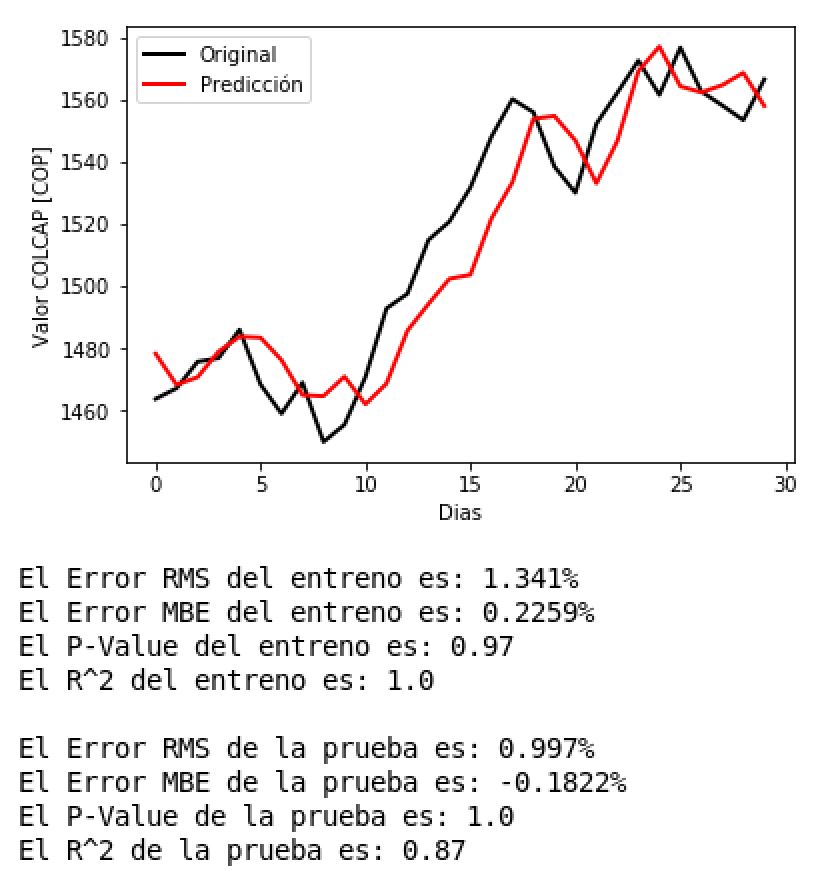 1580
1560
1540
1520
1500
1480
1460
Valor COLCAP [COP]
Original
Predicción
0 5 10 15 20 25 30
Dias
El Error RMS del entreno es: 1.341%
El Error MBE del entreno es: 0.2259%
El P-Value del entreno es: 0.97
El R^2 del entreno es: 1.0
El Error RMS de la prueba es: 0.997%
El Error MBE de la prueba es: -0.1822%
El P-Value de la prueba es: 1.0
El R^2 de la prueba es: 0.87